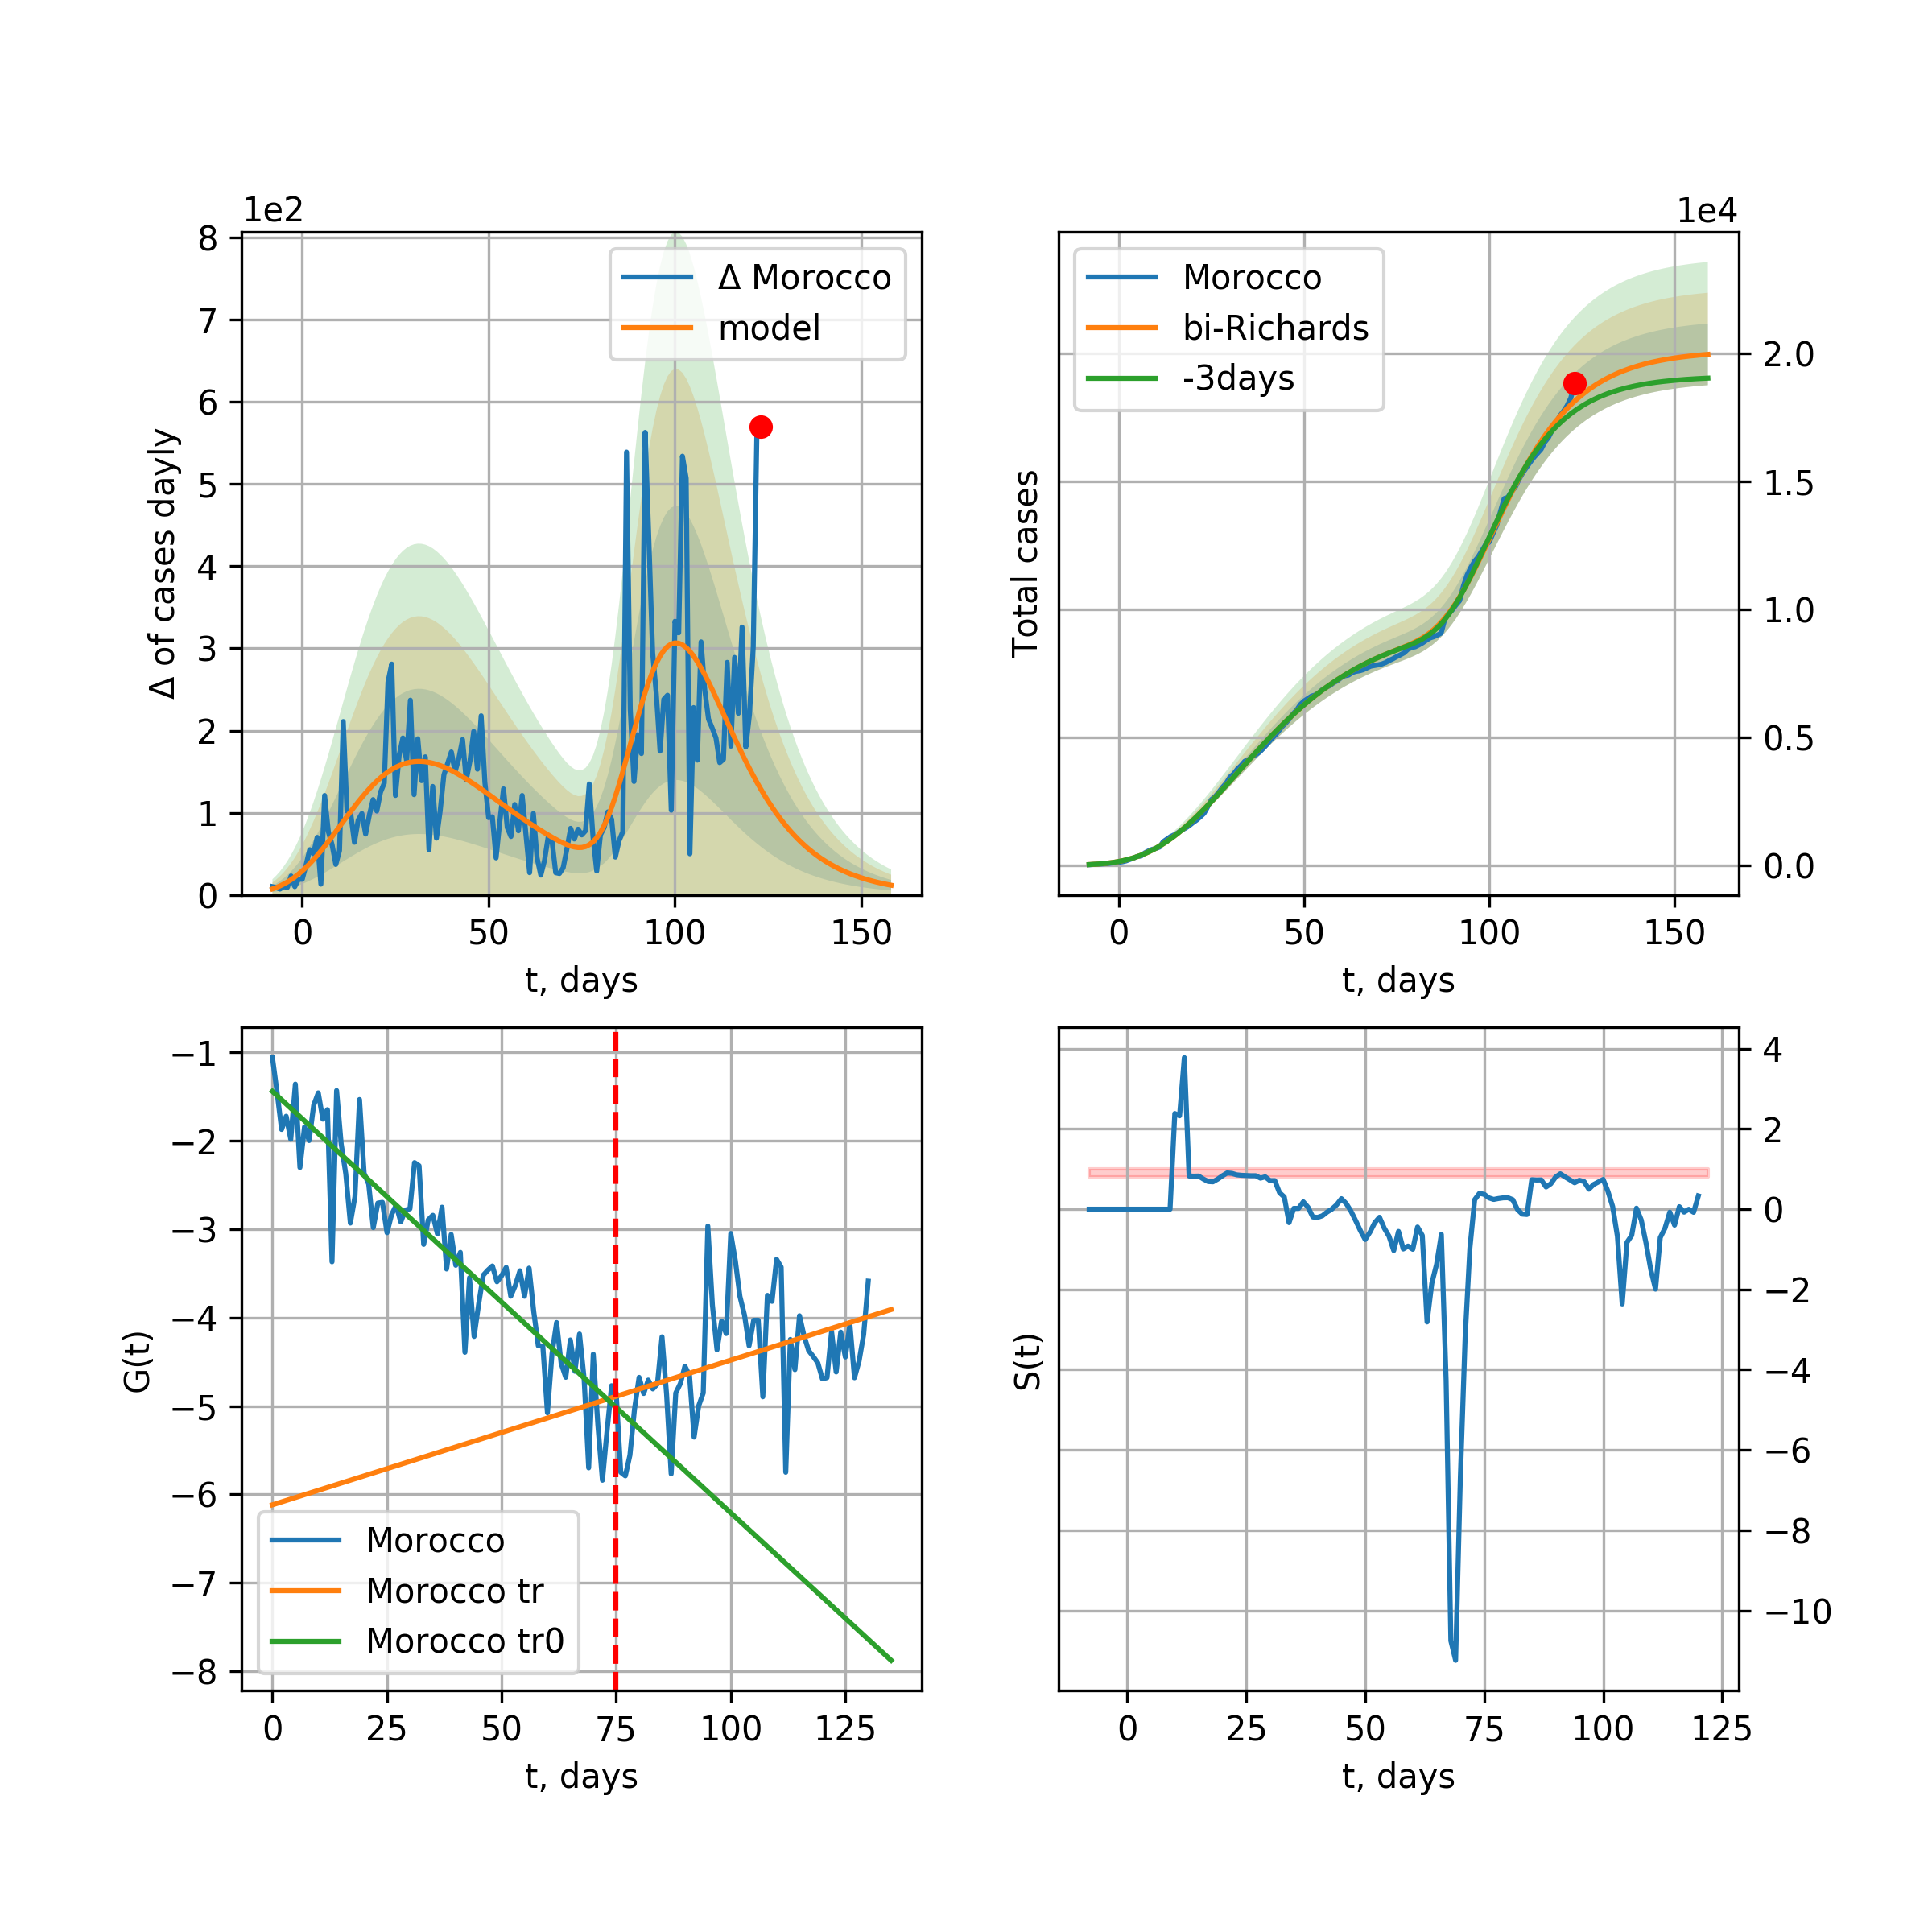 1e2
8
7
6
5
4
3
2
1
0
Δ of cases dayly
Δ Morocco
model
0 50 100 150
t, days
1e4
Total cases
Morocco
bi-Richards
-3days
2.0
1.5
1.0
0.5
0.0
0 50 100 150
t, days
−1
−2
−3
−4
−5
−6
−7
−8
G(t)
Morocco
Morocco tr
Morocco tr0
0 25 50 75 100 125
t, days
S(t)
4
2
0
−2
−4
−6
−8
−10
0 25 50 75 100 125
t, days